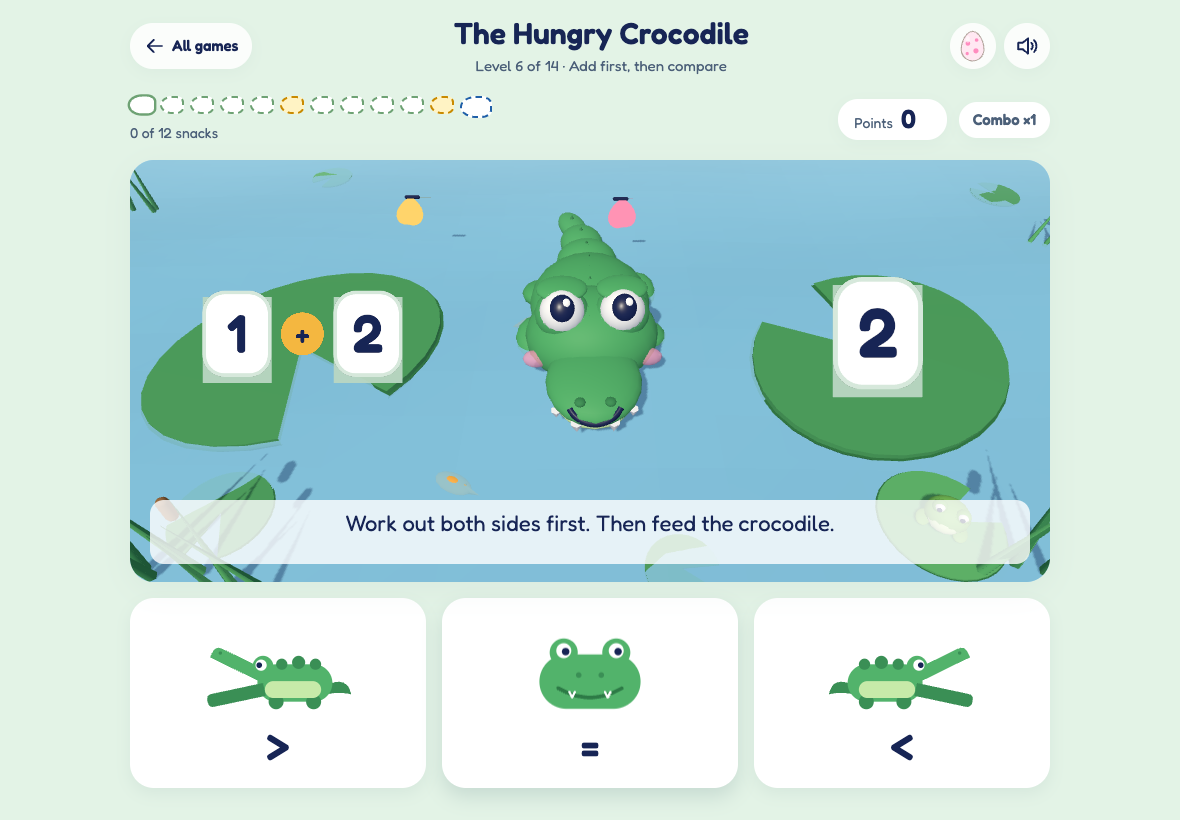 All games
The Hungry Crocodile
Level 6 of 14 · Add first, then compare
0 of 12 snacks
Points 0
Combo ×1
1 + 2
2
Work out both sides first. Then feed the crocodile.
>
=
<